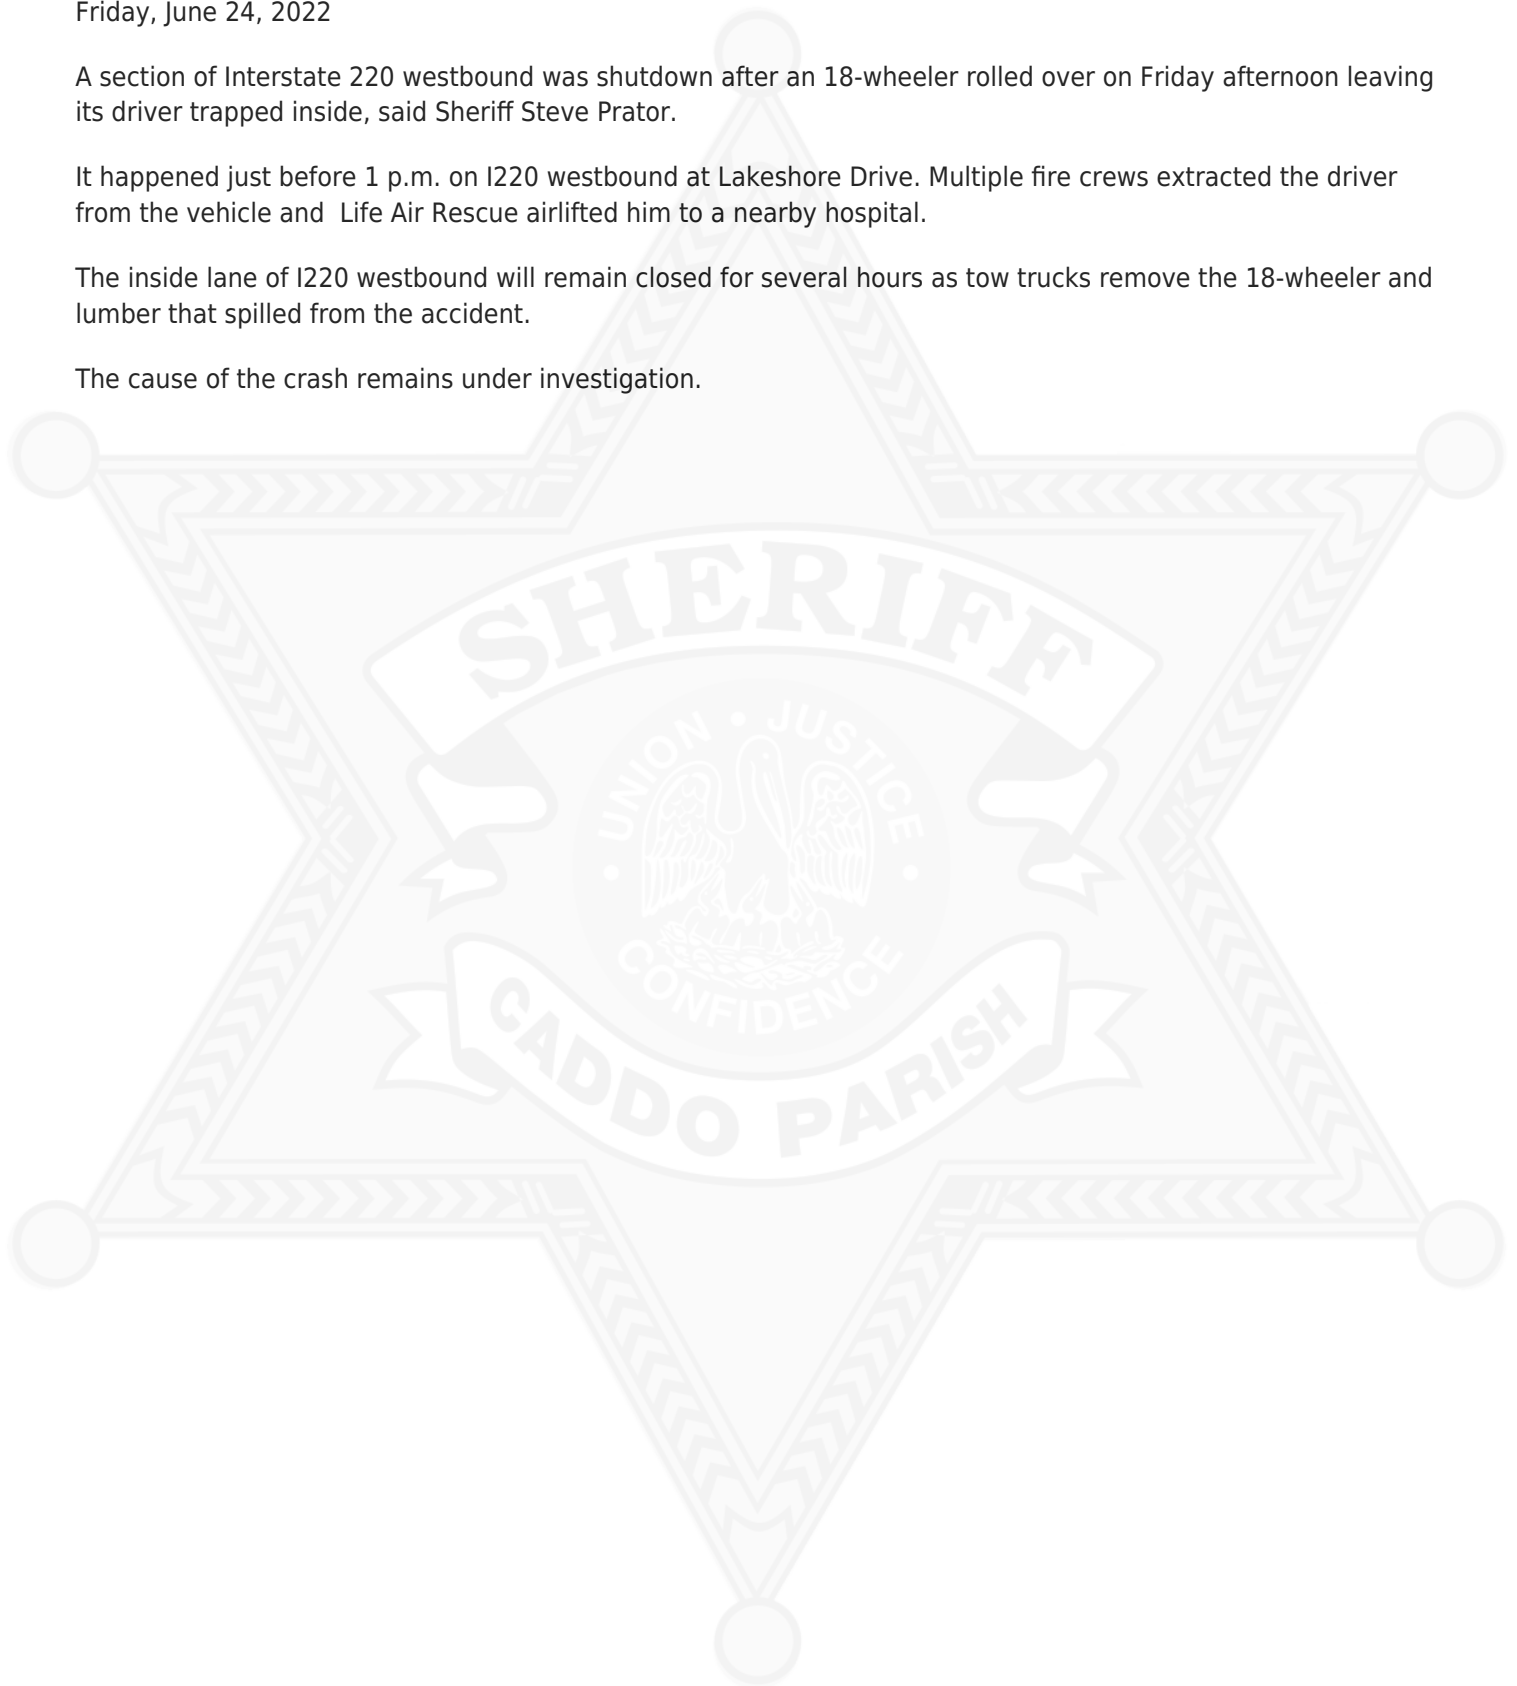 Friday, June 24, 2022
A section of Interstate 220 westbound was shutdown after an 18-wheeler rolled over on Friday afternoon leaving
its driver trapped inside, said Sheriff Steve Prator.
It happened just before 1 p.m. on I220 westbound at Lakeshore Drive. Multiple fire crews extracted the driver
from the vehicle and  Life Air Rescue airlifted him to a nearby hospital.
The inside lane of I220 westbound will remain closed for several hours as tow trucks remove the 18-wheeler and
lumber that spilled from the accident.
The cause of the crash remains under investigation.
SHERIFF
UNION • JUSTICE
• CONFIDENCE •
CADDO PARISH